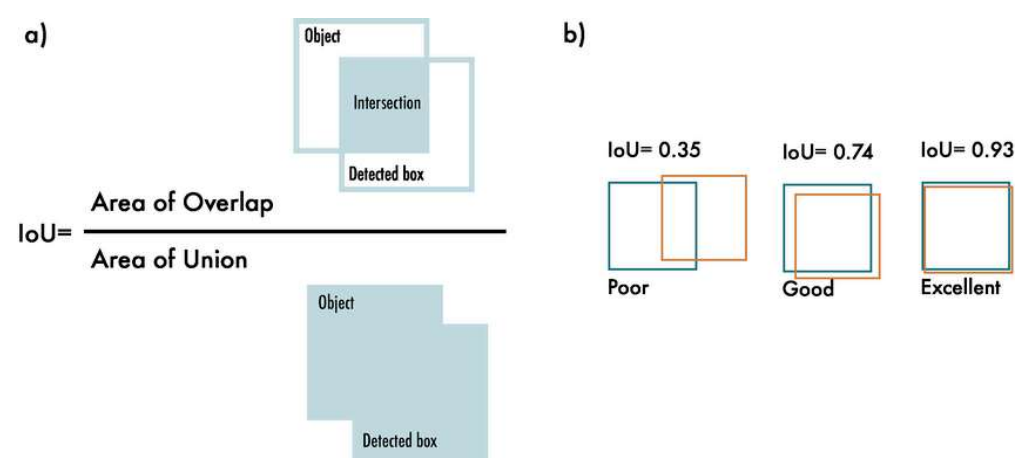 a)
Object
Intersection
Detected box
Area of Overlap
IoU=
Area of Union
Object
Detected box
b)
IoU= 0.35
IoU= 0.74
IoU= 0.93
Poor
Good
Excellent